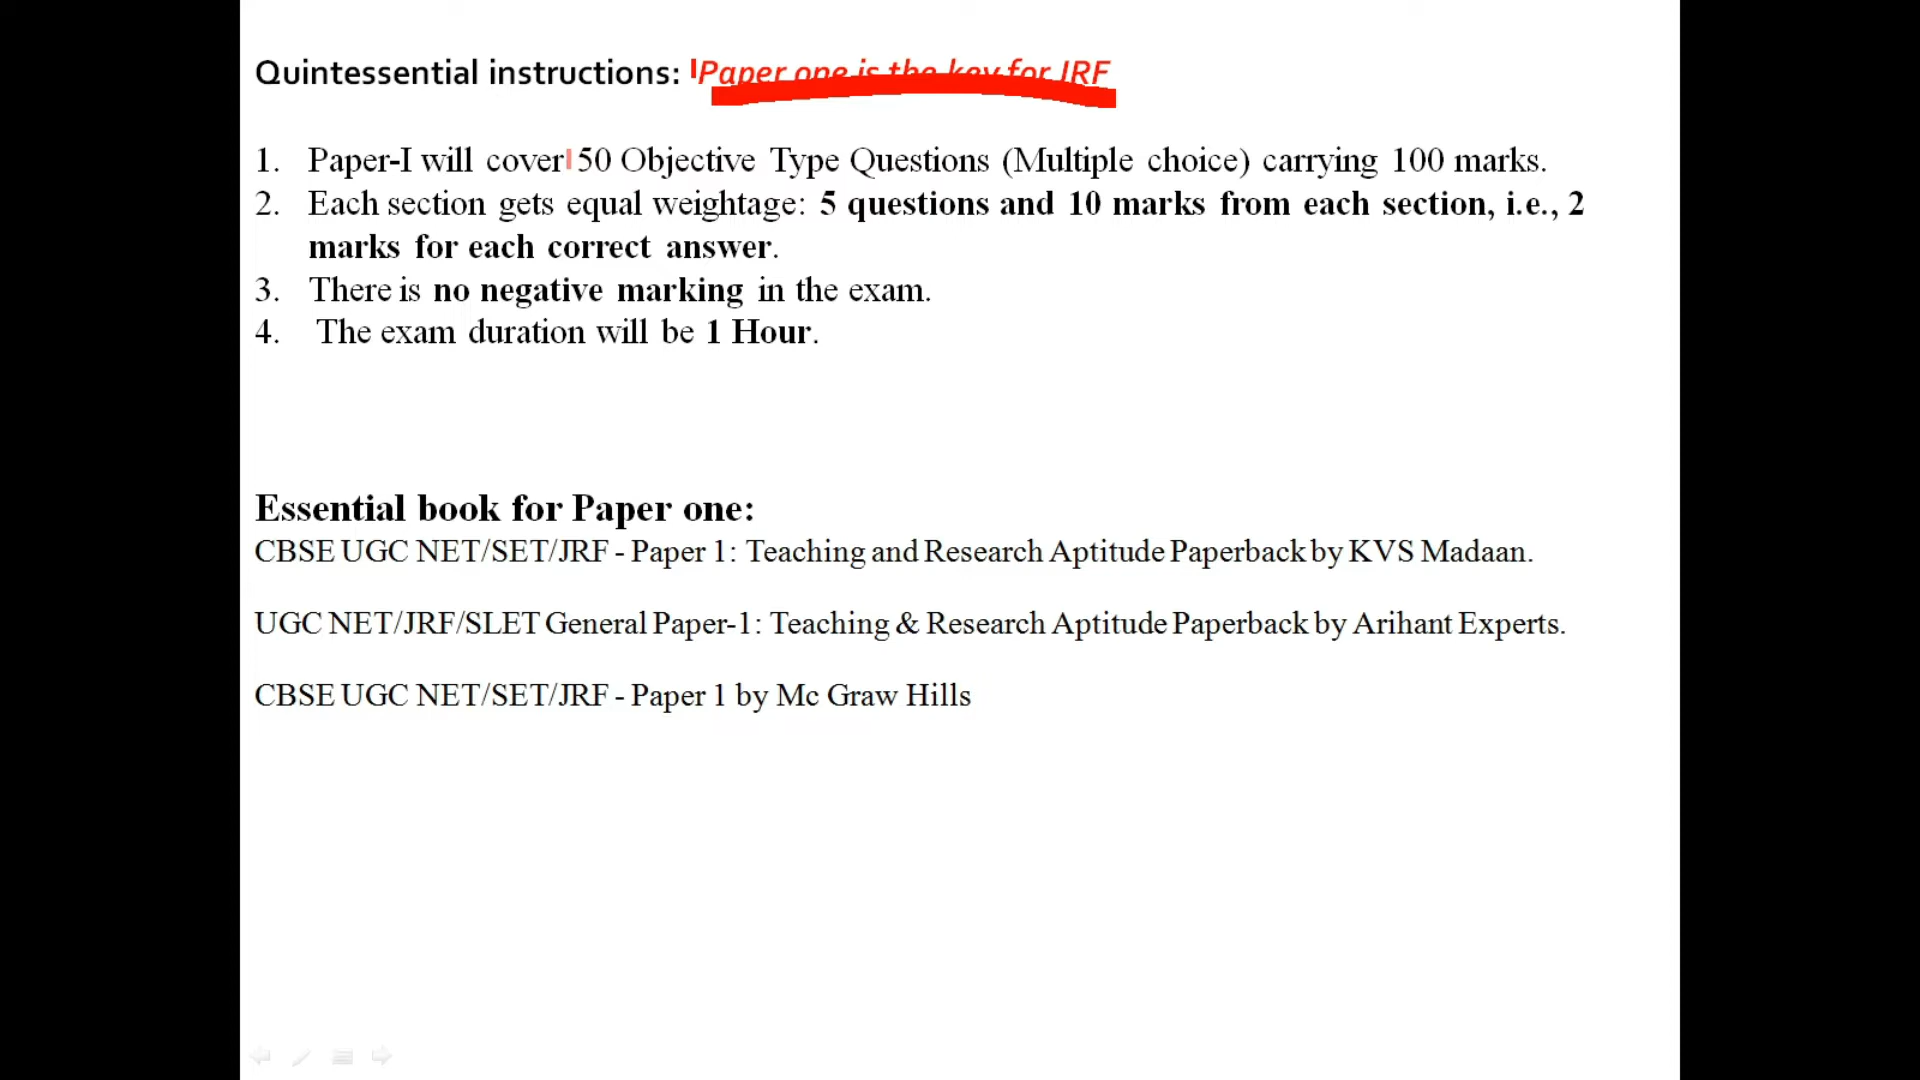 Quintessential instructions: Paper one is the key for JRF
1. Paper-I will cover 50 Objective Type Questions (Multiple choice) carrying 100 marks.
2. Each section gets equal weightage: 5 questions and 10 marks from each section, i.e., 2
marks for each correct answer.
3. There is no negative marking in the exam.
4. The exam duration will be 1 Hour.
Essential book for Paper one:
CBSE UGC NET/SET/JRF - Paper 1: Teaching and Research Aptitude Paperback by KVS Madaan.
UGC NET/JRF/SLET General Paper-1: Teaching & Research Aptitude Paperback by Arihant Experts.
CBSE UGC NET/SET/JRF - Paper 1 by Mc Graw Hills